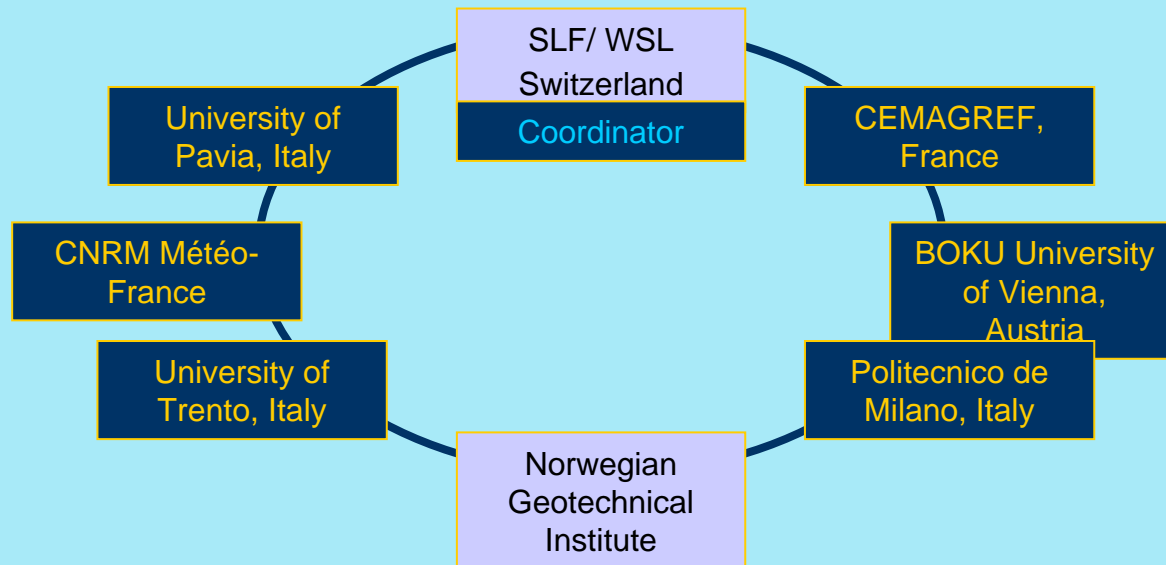 SLF/ WSL
Switzerland
Coordinator
University of
Pavia, Italy
CEMAGREF,
France
CNRM Météo-
France
BOKU University
of Vienna,
Austria
University of
Trento, Italy
Politecnico de
Milano, Italy
Norwegian
Geotechnical
Institute